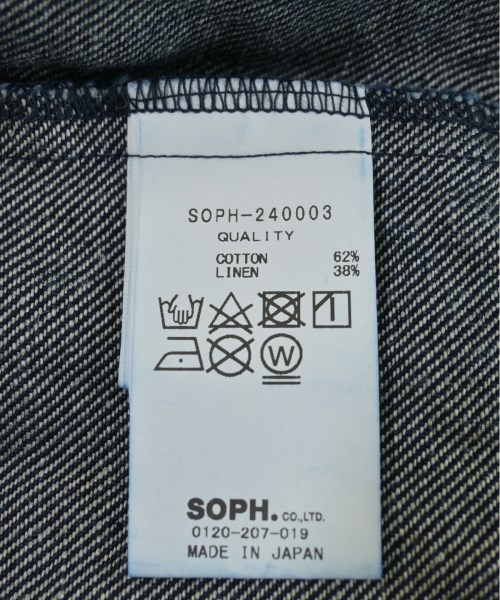 SOPH-240003
QUALITY
COTTON 62%
LINEN 38%
W
SOPH. CO.,LTD.
0120-207-019
MADE IN JAPAN